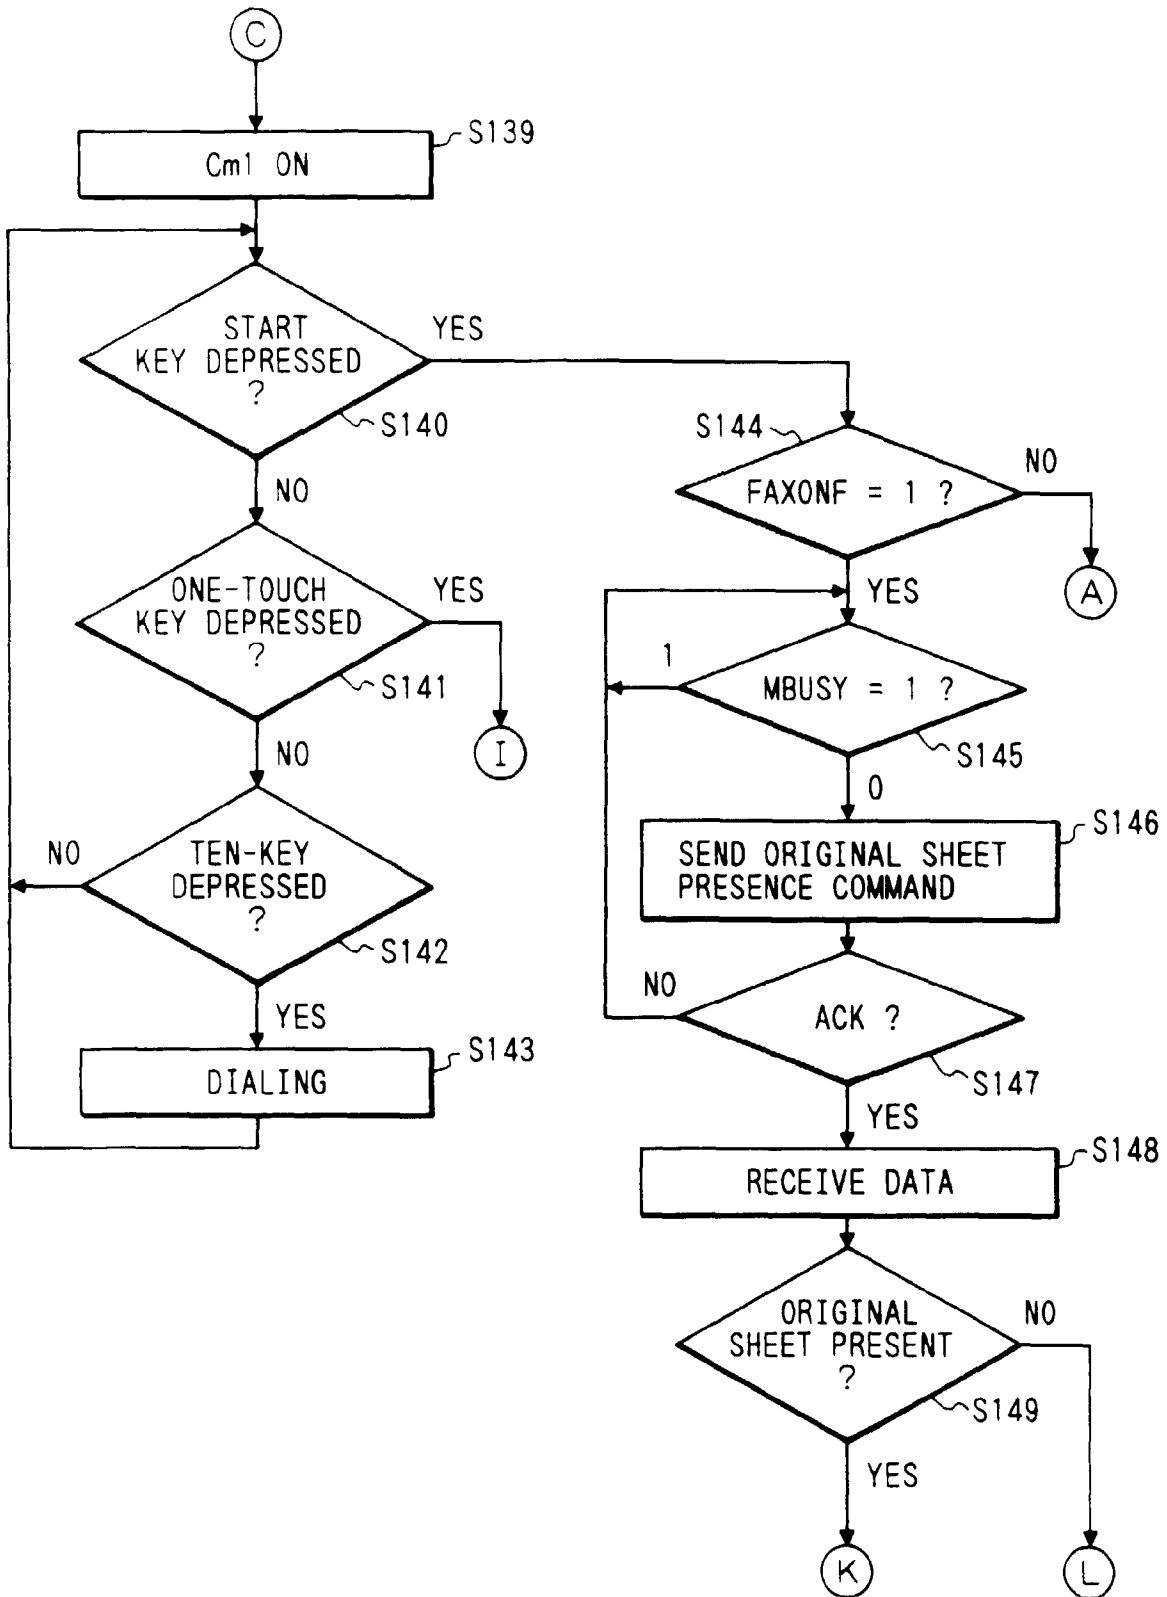 C
Cm1 ON
S139
START
KEY DEPRESSED
?
YES
S140
NO
ONE-TOUCH
KEY DEPRESSED
?
YES
S141
I
NO
TEN-KEY
DEPRESSED
?
NO
S142
YES
DIALING
S143
S144
FAXONF = 1 ?
NO
A
YES
MBUSY = 1 ?
1
S145
0
SEND ORIGINAL SHEET
PRESENCE COMMAND
S146
ACK ?
NO
S147
YES
RECEIVE DATA
S148
ORIGINAL
SHEET PRESENT
?
NO
S149
YES
K
L